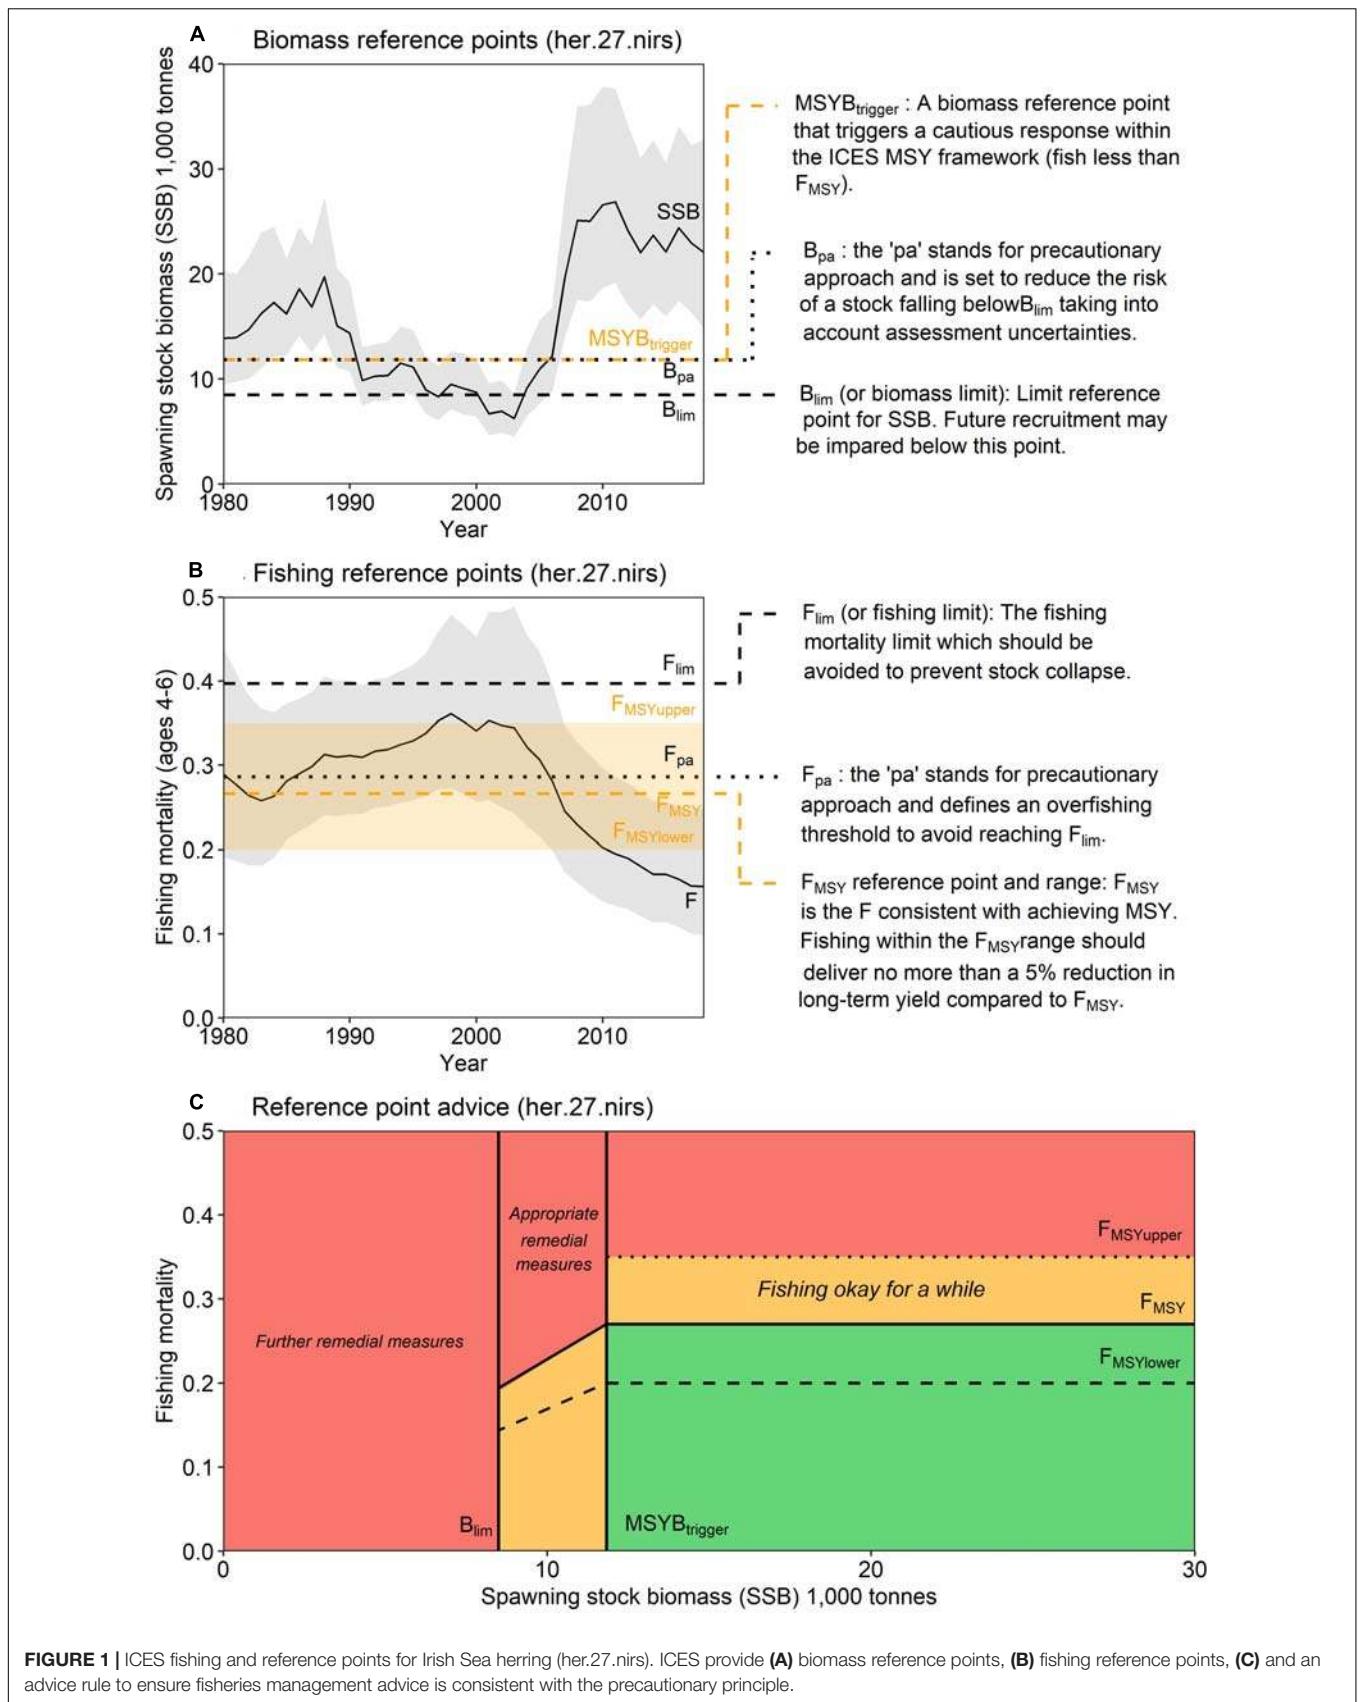 A
Biomass reference points (her.27.nirs)
Spawning stock biomass (SSB) 1,000 tonnes
40
30
20
10
0
SSB
MSYBtrigger
Bpa
Blim
1980
1990
2000
2010
Year
MSYBtrigger : A biomass reference point
that triggers a cautious response within
the ICES MSY framework (fish less than
FMSY).
Bpa : the 'pa' stands for precautionary
approach and is set to reduce the risk
of a stock falling belowBlim taking into
account assessment uncertainties.
Blim (or biomass limit): Limit reference
point for SSB. Future recruitment may
be impared below this point.
B
Fishing reference points (her.27.nirs)
Fishing mortality (ages 4-6)
0.5
0.4
0.3
0.2
0.1
0.0
Flim
FMSYupper
Fpa
FMSY
FMSYlower
F
1980
1990
2000
2010
Year
Flim (or fishing limit): The fishing
mortality limit which should be
avoided to prevent stock collapse.
Fpa : the 'pa' stands for precautionary
approach and defines an overfishing
threshold to avoid reaching Flim.
FMSY reference point and range: FMSY
is the F consistent with achieving MSY.
Fishing within the FMSYrange should
deliver no more than a 5% reduction in
long-term yield compared to FMSY.
C
Reference point advice (her.27.nirs)
Fishing mortality
0.5
0.4
0.3
0.2
0.1
0.0
Further remedial measures
Appropriate
remedial
measures
FMSYupper
Fishing okay for a while
FMSY
FMSYlower
Blim
MSYBtrigger
0
10
20
30
Spawning stock biomass (SSB) 1,000 tonnes
FIGURE 1 | ICES fishing and reference points for Irish Sea herring (her.27.nirs). ICES provide (A) biomass reference points, (B) fishing reference points, (C) and an
advice rule to ensure fisheries management advice is consistent with the precautionary principle.